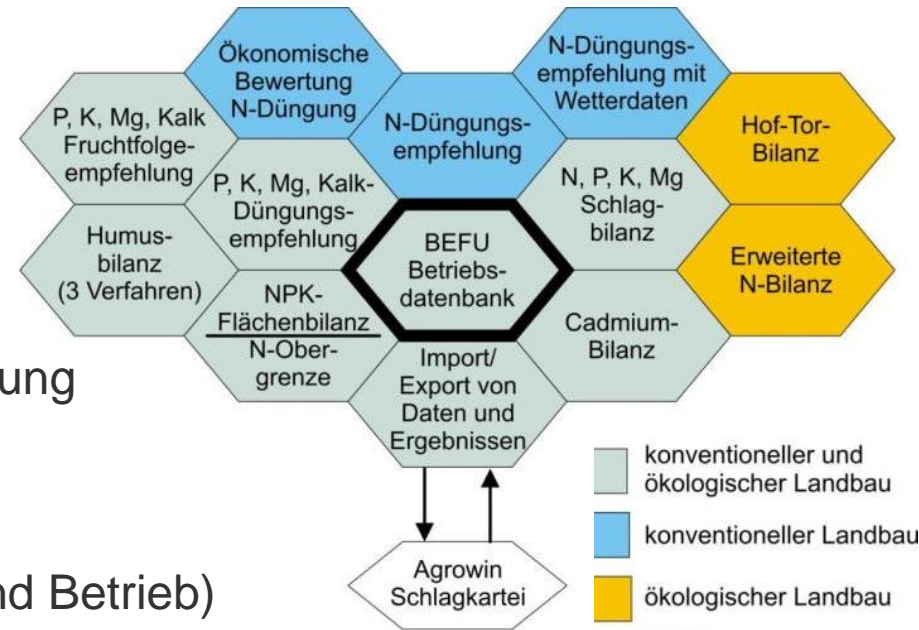 Ökonomische
Bewertung
N-Düngung
N-Düngungs-
empfehlung mit
Wetterdaten
P, K, Mg, Kalk
Fruchtfolge-
empfehlung
N-Düngungs-
empfehlung
Hof-Tor-
Bilanz
P, K, Mg, Kalk-
Düngungs-
empfehlung
N, P, K, Mg
Schlag-
bilanz
Humus-
bilanz
(3 Verfahren)
BEFU
Betriebs-
datenbank
Erweiterte
N-Bilanz
NPK-
Flächenbilanz
N-Ober-
grenze
Cadmium-
Bilanz
Import/
Export von
Daten und
Ergebnissen
ung
konventioneller und
ökologischer Landbau
konventioneller Landbau
ökologischer Landbau
Agrowin
Schlagkartei
nd Betrieb)